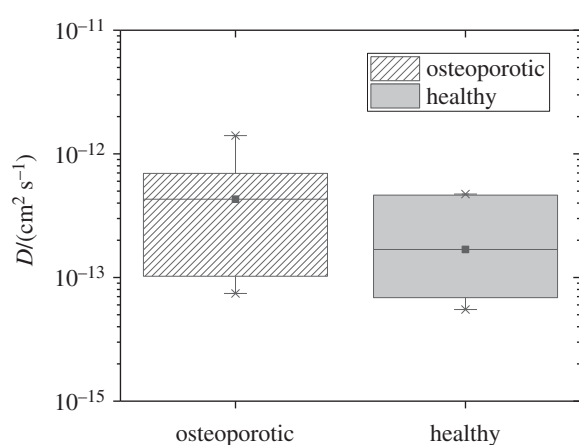 10⁻¹¹
osteoporotic
healthy
10⁻¹²
D/(cm² s⁻¹)
10⁻¹³
10⁻¹⁵
osteoporotic healthy